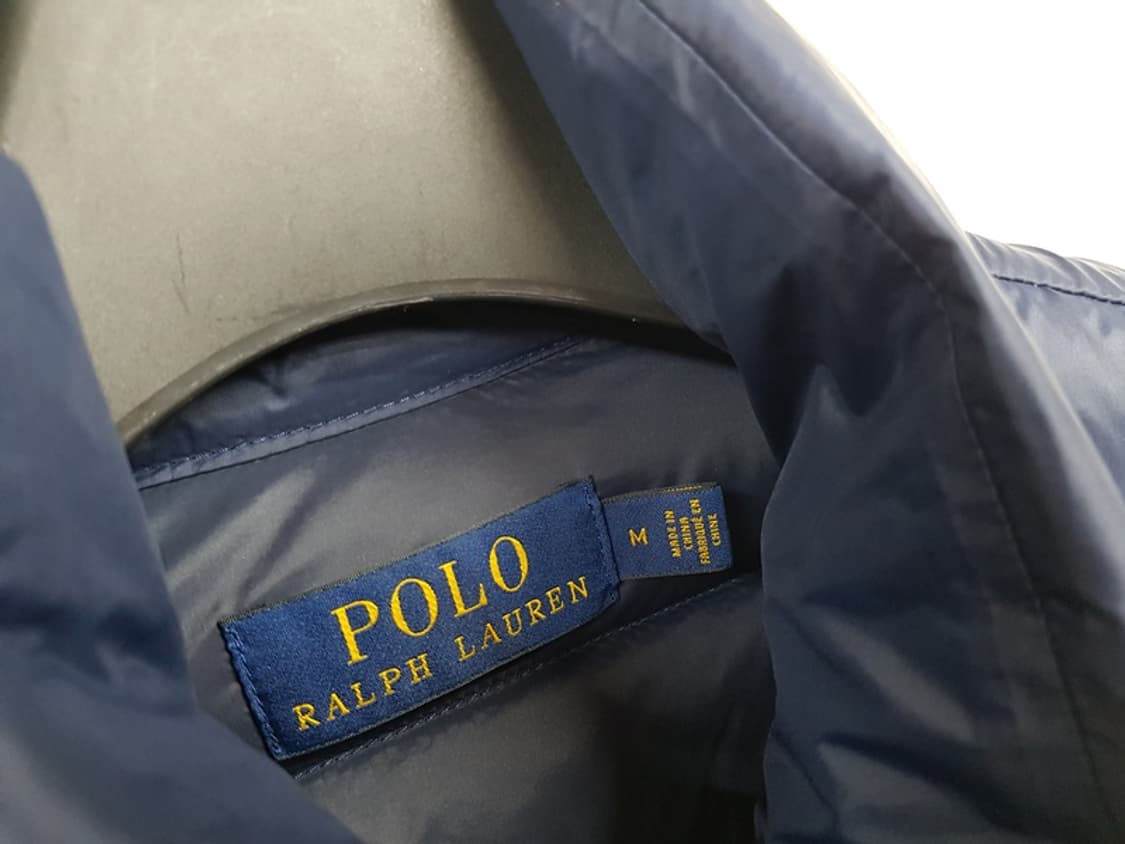 POLO
RALPH LAUREN
M
MADE IN
CHINA
FABRIQUÉ EN
CHINE